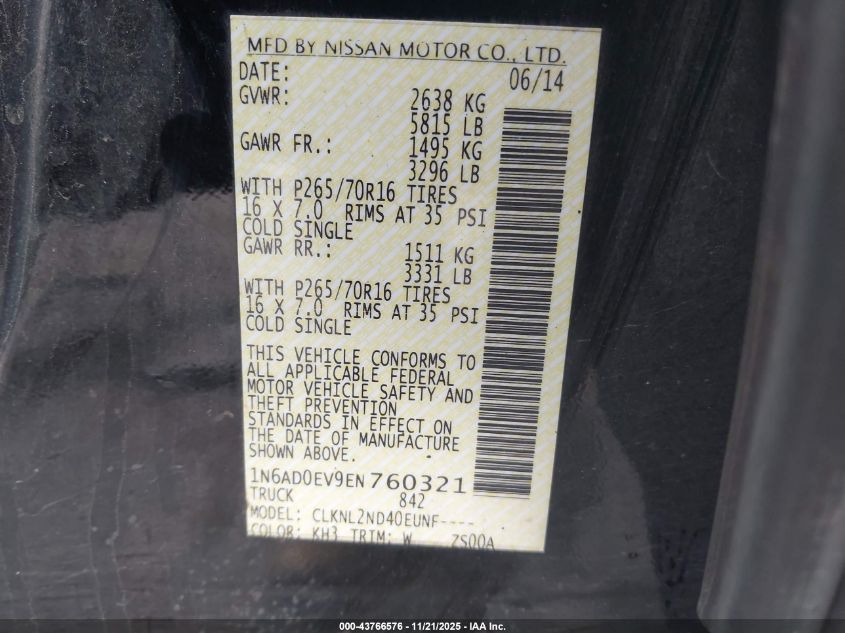 MFD BY NISSAN MOTOR CO., LTD.
DATE: 06/14
GVWR: 2638 KG
5815 LB
GAWR FR.: 1495 KG
3296 LB
WITH P265/70R16 TIRES
16 X 7.0 RIMS AT 35 PSI
COLD SINGLE
GAWR RR.: 1511 KG
3331 LB
WITH P265/70R16 TIRES
16 X 7.0 RIMS AT 35 PSI
COLD SINGLE
THIS VEHICLE CONFORMS TO
ALL APPLICABLE FEDERAL
MOTOR VEHICLE SAFETY AND
THEFT PREVENTION
STANDARDS IN EFFECT ON
THE DATE OF MANUFACTURE
SHOWN ABOVE.
1N6AD0EV9EN760321
TRUCK 842
MODEL: CLKNL2ND40EUNF----
COLOR: KH3 TRIM: W ZS00A
000-43766576 - 11/21/2025 - IAA Inc.